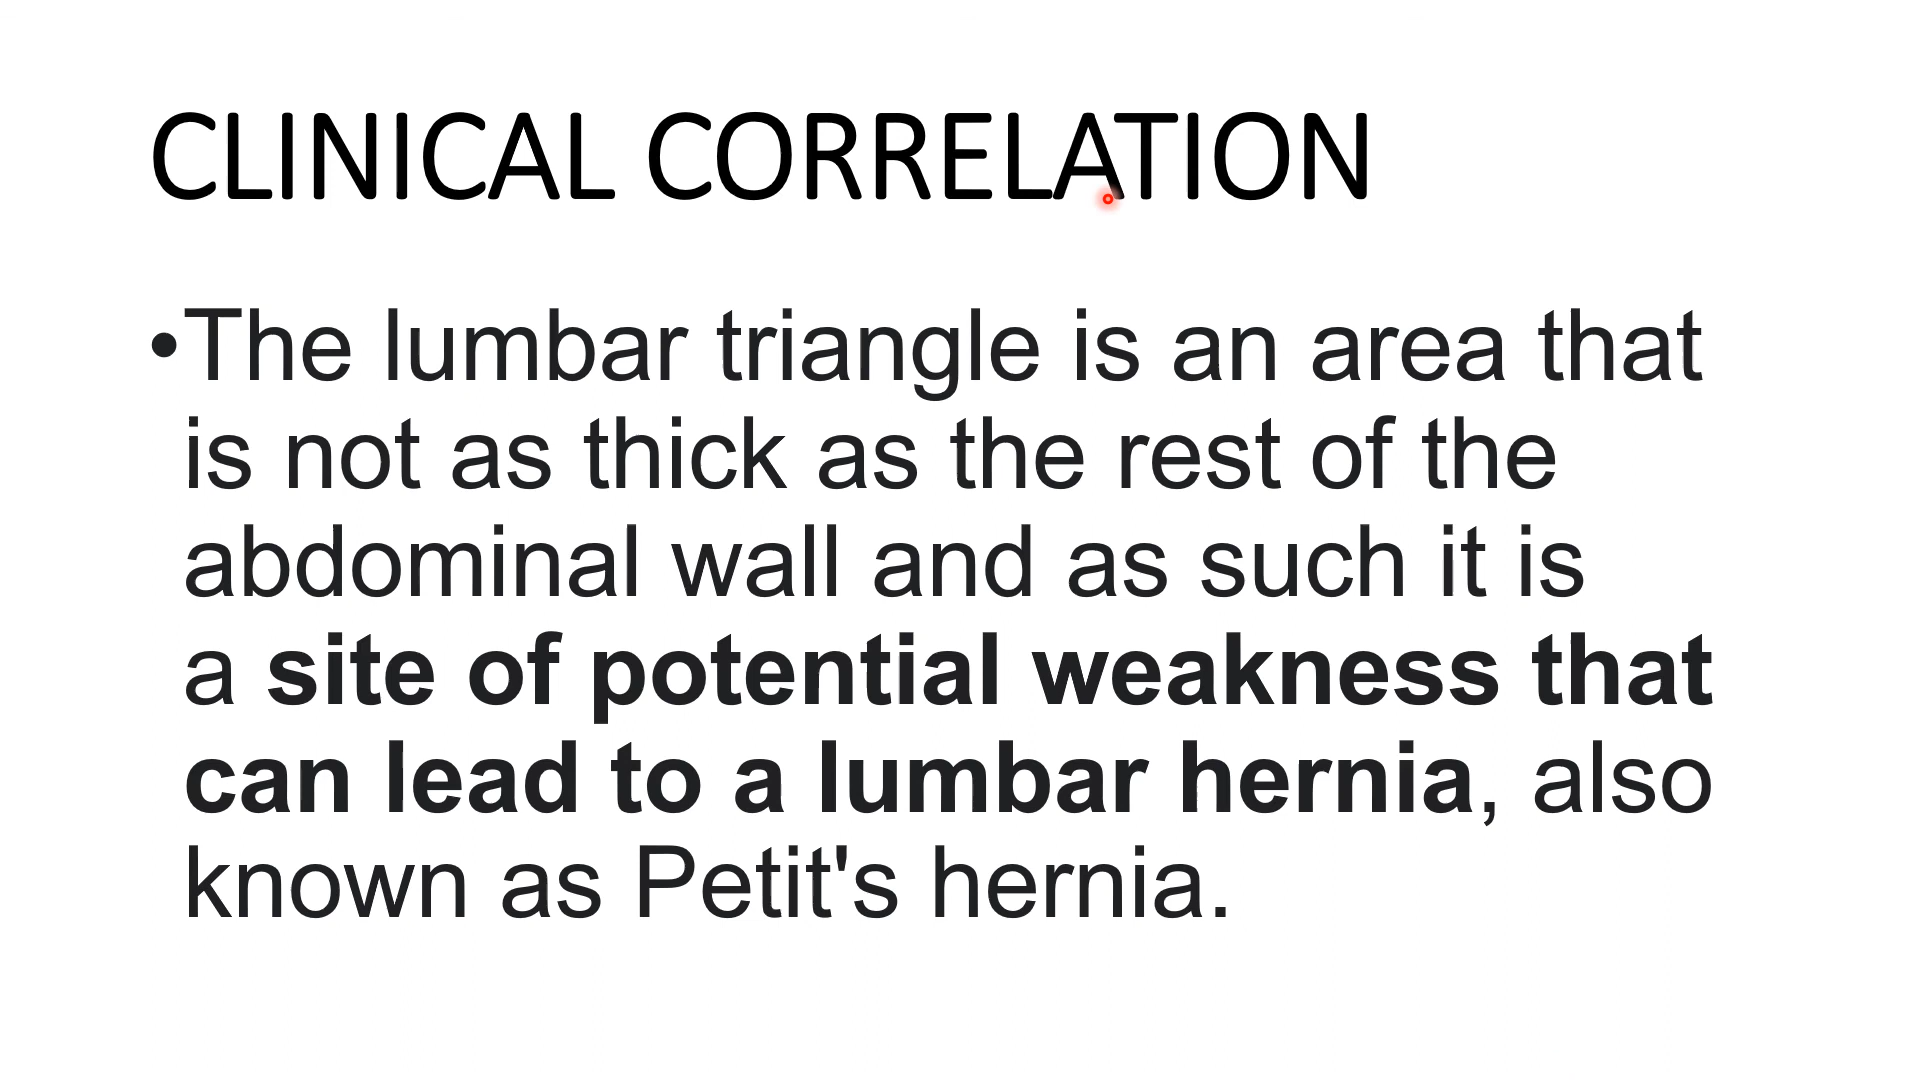 CLINICAL CORRELATION
•The lumbar triangle is an area that
is not as thick as the rest of the
abdominal wall and as such it is
a site of potential weakness that
can lead to a lumbar hernia, also
known as Petit's hernia.